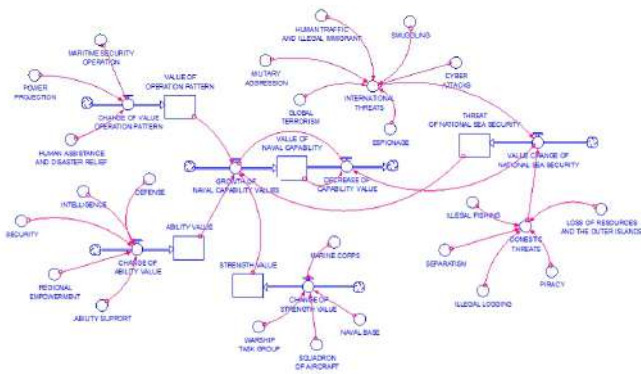 MARITIME SECURITY
OPERATION
POWER
PROJECTION
VALUE OF
OPERATION PATTERN
CHANGE OF VALUE
OPERATION PATTERN
HUMAN ASSISTANCE
AND DISASTER RELIEF
HUMAN TRAFFIC
AND ILLEGAL IMMIGRANT
SMUGGLING
MILITARY
AGGRESSION
CYBER
ATTACKS
INTERNATIONAL
THREATS
GLOBAL
TERRORISM
ESPIONAGE
THREAT
OF NATIONAL SEA SECURITY
VALUE CHANGE OF
NATIONAL SEA SECURITY
VALUE OF
NAVAL CAPABILITY
GROWTH OF
NAVAL CAPABILITY VALUES
DECREASE OF
CAPABILITY VALUE
DEFENSE
INTELLIGENCE
SECURITY
ABILITY VALUE
CHANGE OF
ABILITY VALUE
REGIONAL
EMPOWERMENT
ABILITY SUPPORT
STRENGTH VALUE
MARINE CORPS
CHANGE OF
STRENGTH VALUE
WARSHIP
TASK GROUP
SQUADRON
OF AIRCRAFT
NAVAL BASE
ILLEGAL FISHING
LOSS OF RESOURCES
AND THE OUTER ISLANDS
DOMESTIC
THREATS
SEPARATISM
ILLEGAL LOGGING
PIRACY